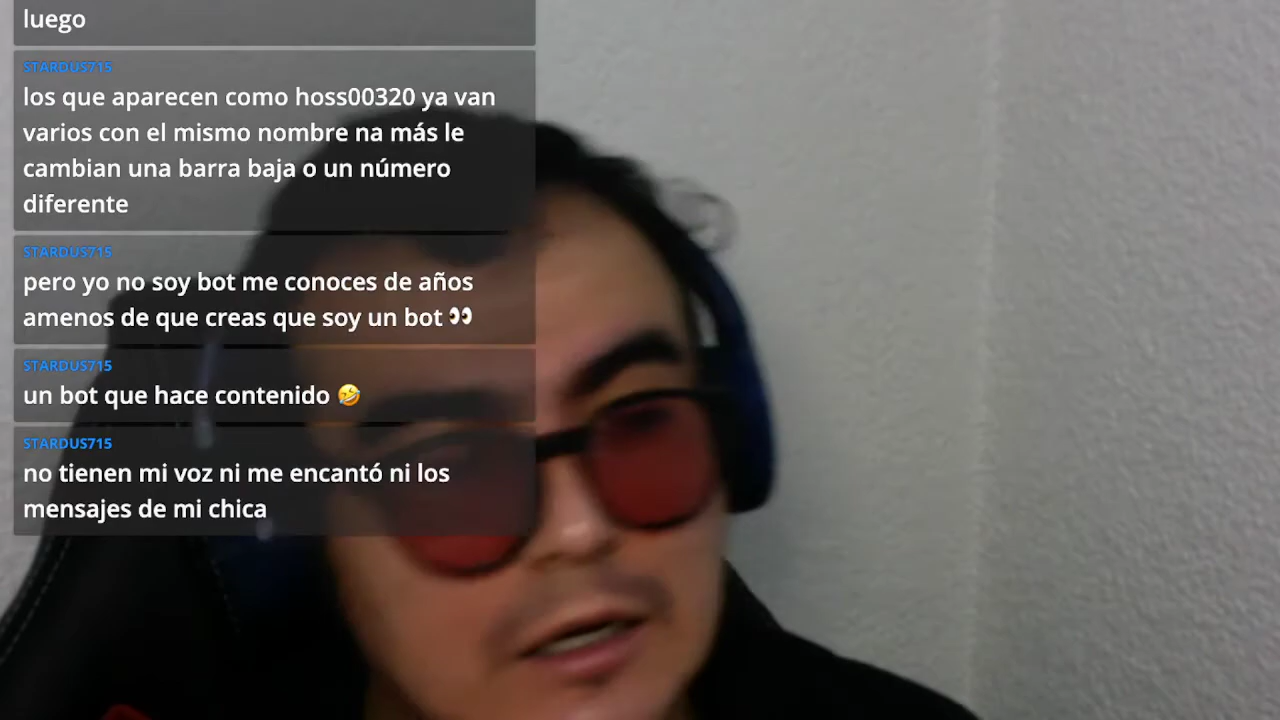 luego
STARDUS715
los que aparecen como hoss00320 ya van
varios con el mismo nombre na más le
cambian una barra baja o un número
diferente
STARDUS715
pero yo no soy bot me conoces de años
amenos de que creas que soy un bot 👀
STARDUS715
un bot que hace contenido 🤣
STARDUS715
no tienen mi voz ni me encantó ni los
mensajes de mi chica